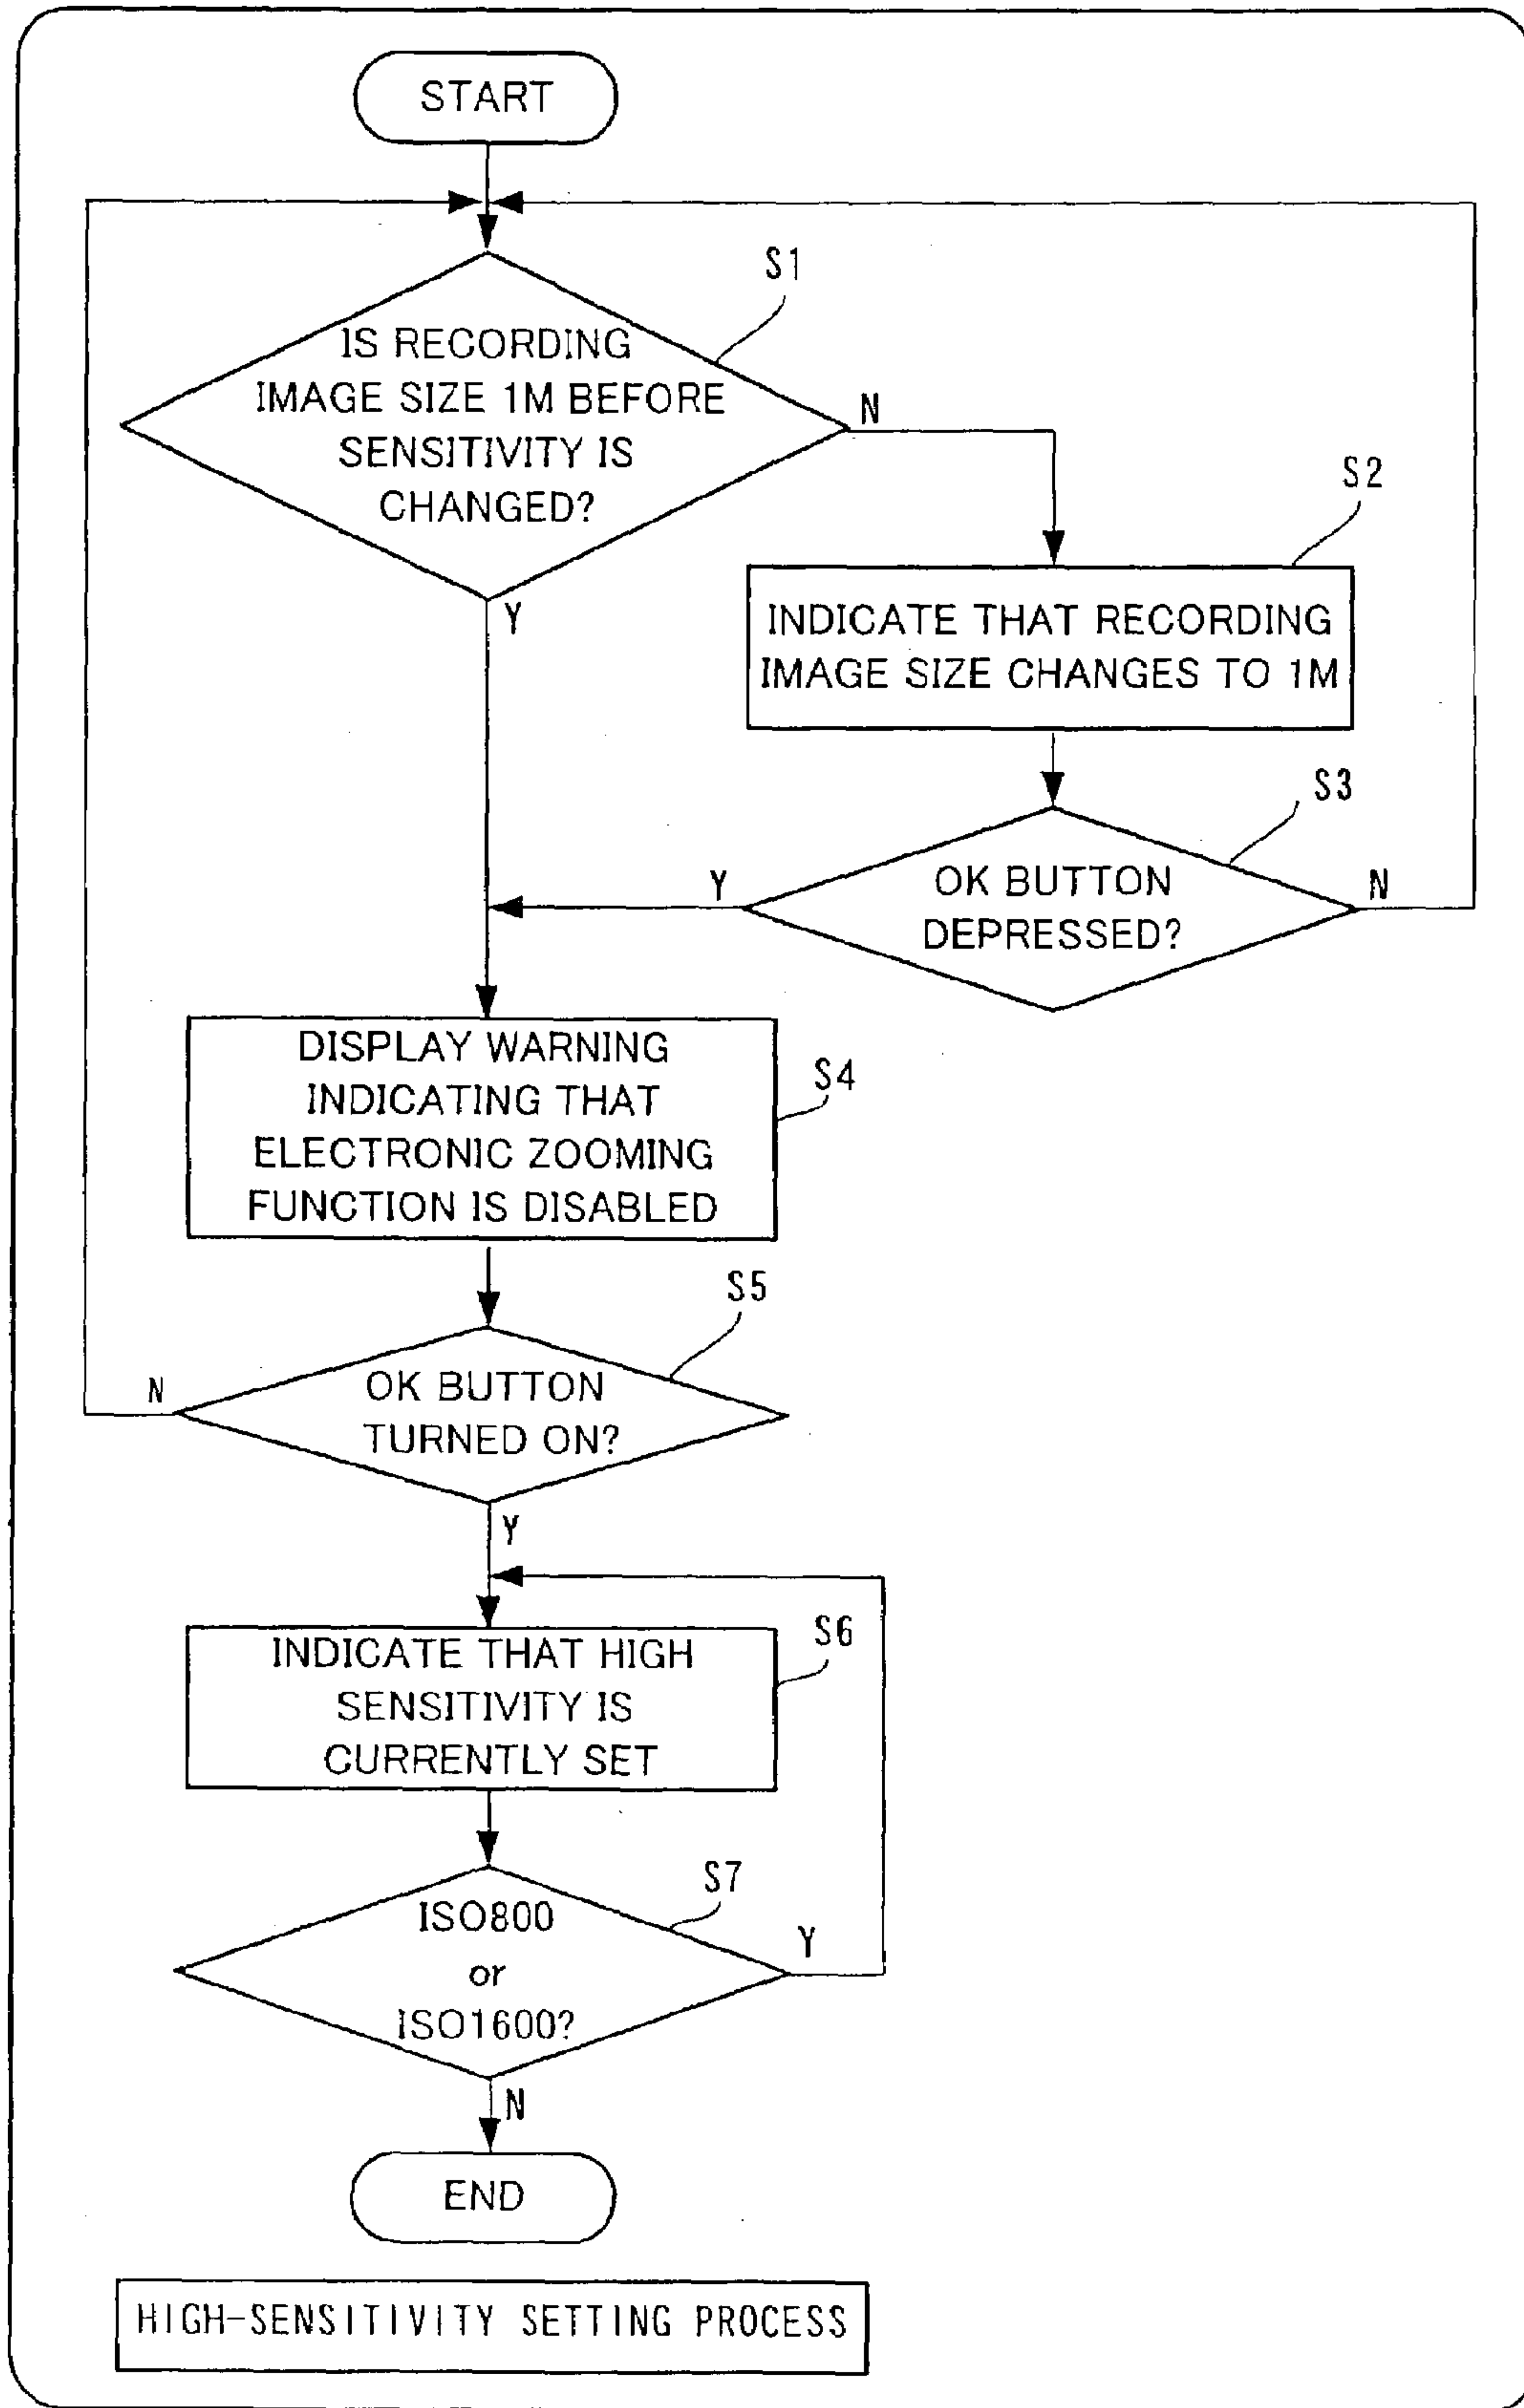 START
S1
IS RECORDING
IMAGE SIZE 1M BEFORE
SENSITIVITY IS
CHANGED?
N
Y
S2
INDICATE THAT RECORDING
IMAGE SIZE CHANGES TO 1M
S3
OK BUTTON
DEPRESSED?
Y
N
S4
DISPLAY WARNING
INDICATING THAT
ELECTRONIC ZOOMING
FUNCTION IS DISABLED
S5
OK BUTTON
TURNED ON?
N
Y
S6
INDICATE THAT HIGH
SENSITIVITY IS
CURRENTLY SET
S7
ISO800
or
ISO1600?
Y
N
END
HIGH-SENSITIVITY SETTING PROCESS